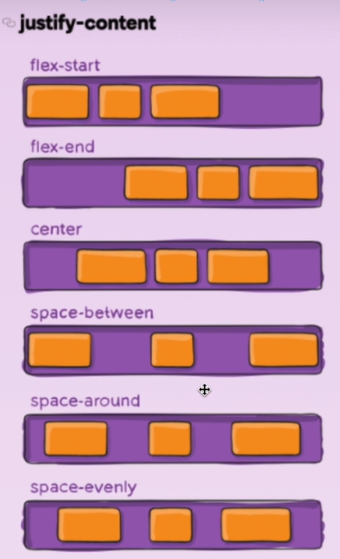 justify-content
flex-start
flex-end
center
space-between
space-around
space-evenly